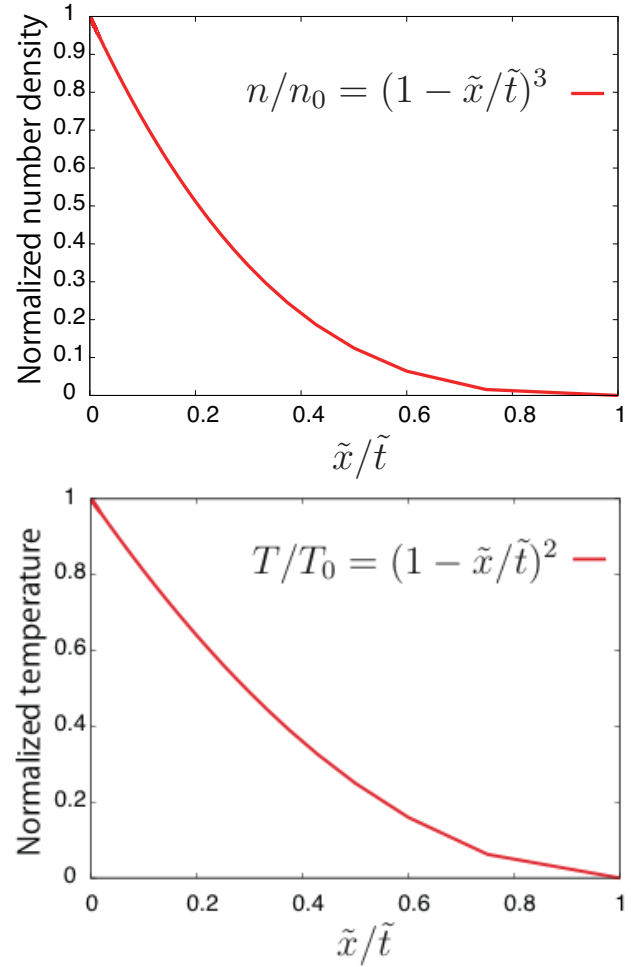 Normalized number density
1
0.9
0.8
0.7
0.6
0.5
0.4
0.3
0.2
0.1
0
n/n₀ = (1 − x̃/t̃)³
0 0.2 0.4 0.6 0.8 1
x̃/t̃
Normalized temperature
1
0.8
0.6
0.4
0.2
0
T/T₀ = (1 − x̃/t̃)²
0 0.2 0.4 0.6 0.8 1
x̃/t̃